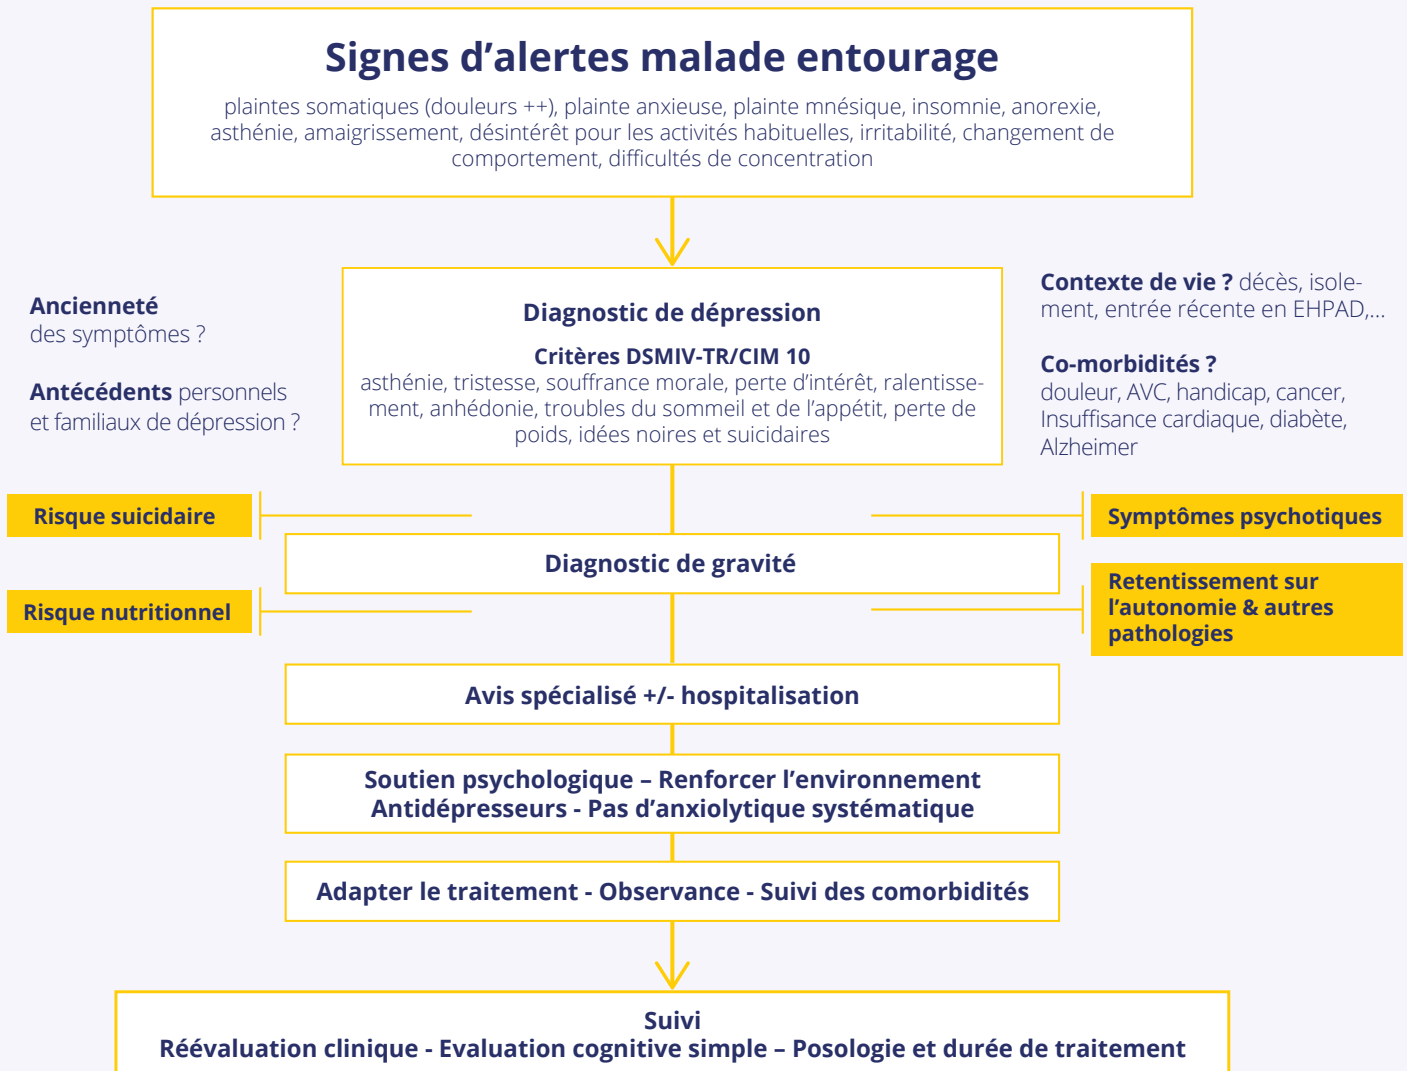 Signes d’alertes malade entourage
plaintes somatiques (douleurs ++), plainte anxieuse, plainte mnésique, insomnie, anorexie,
asthénie, amaigrissement, désintérêt pour les activités habituelles, irritabilité, changement de
comportement, difficultés de concentration
Ancienneté
des symptômes ?
Antécédents personnels
et familiaux de dépression ?
Diagnostic de dépression
Critères DSMIV-TR/CIM 10
asthénie, tristesse, souffrance morale, perte d’intérêt, ralentisse-
ment, anhédonie, troubles du sommeil et de l’appétit, perte de
poids, idées noires et suicidaires
Contexte de vie ? décès, isole-
ment, entrée récente en EHPAD,...
Co-morbidités ?
douleur, AVC, handicap, cancer,
Insuffisance cardiaque, diabète,
Alzheimer
Risque suicidaire
Symptômes psychotiques
Diagnostic de gravité
Risque nutritionnel
Retentissement sur
l’autonomie & autres
pathologies
Avis spécialisé +/- hospitalisation
Soutien psychologique – Renforcer l’environnement
Antidépresseurs - Pas d’anxiolytique systématique
Adapter le traitement - Observance - Suivi des comorbidités
Suivi
Réévaluation clinique - Evaluation cognitive simple – Posologie et durée de traitement